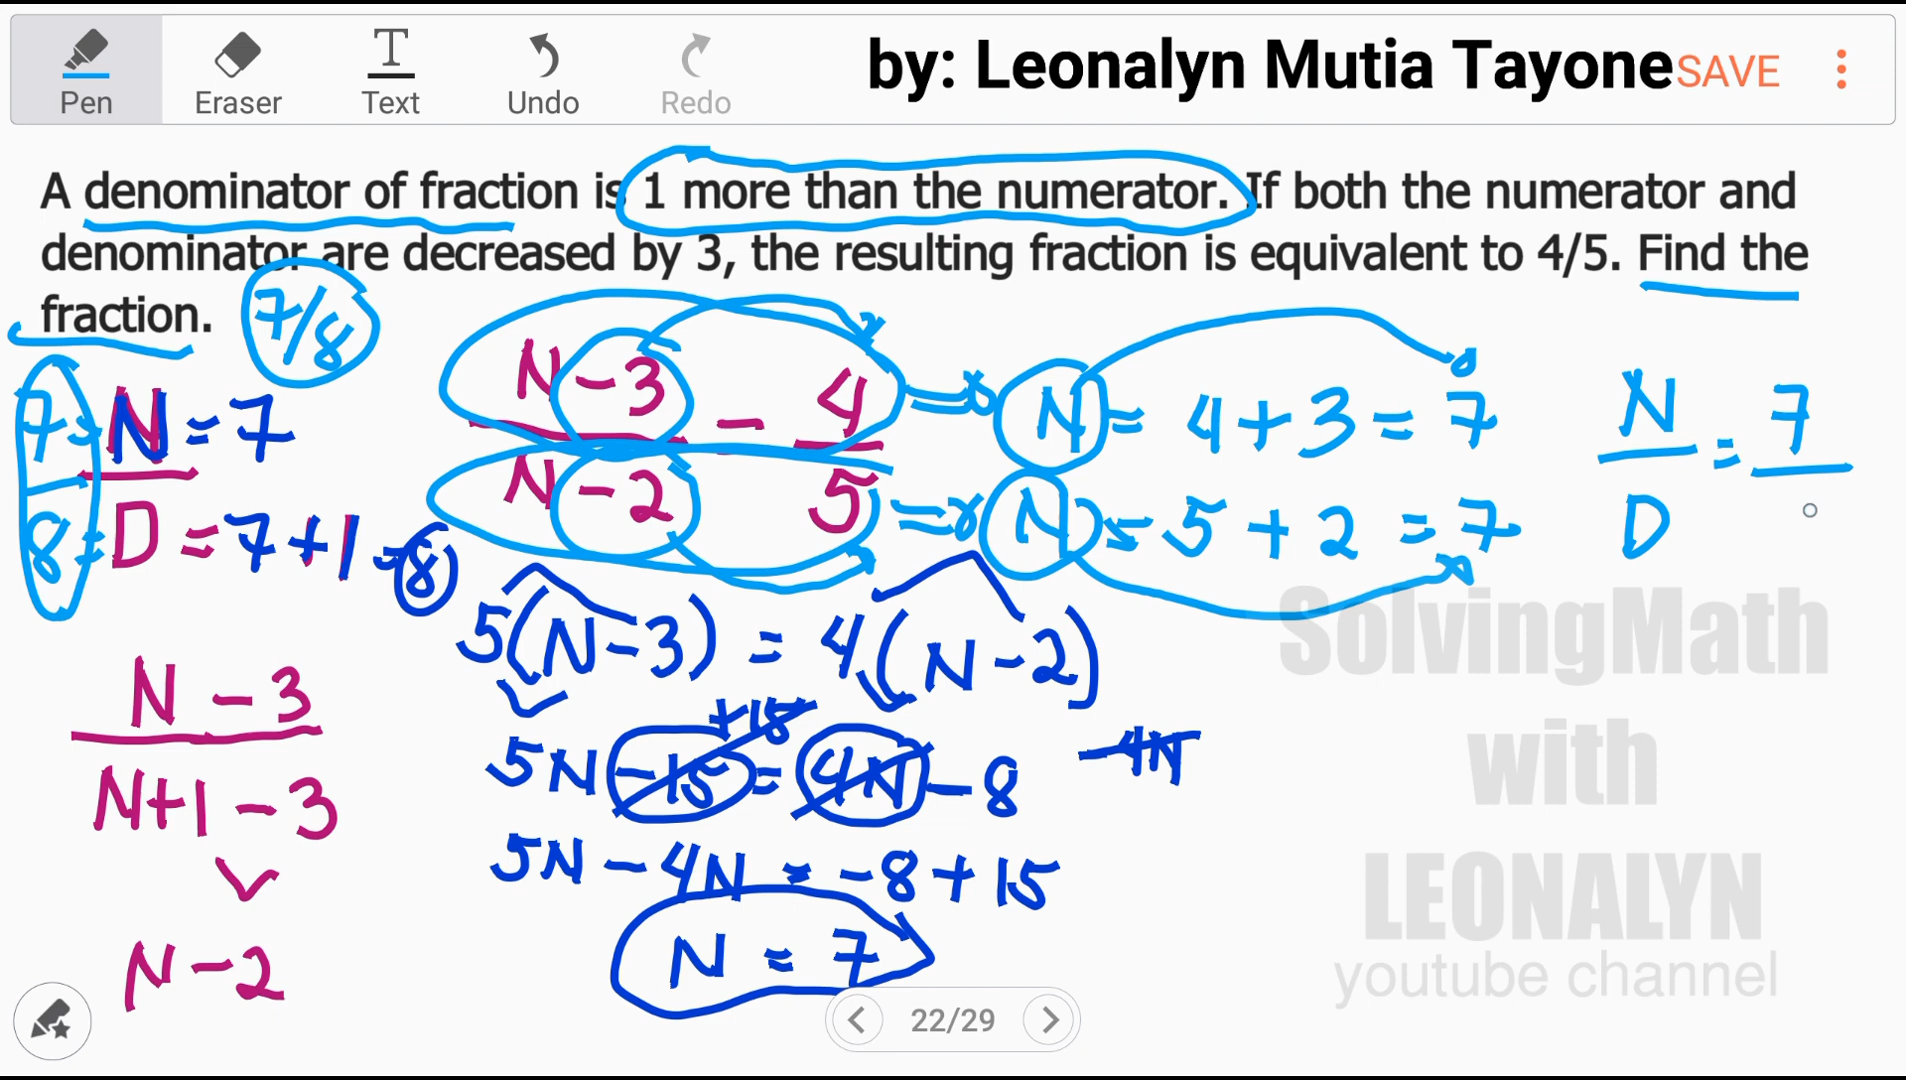 Pen Eraser Text Undo Redo by: Leonalyn Mutia Tayone SAVE
A denominator of fraction is 1 more than the numerator. If both the numerator and
denominator are decreased by 3, the resulting fraction is equivalent to 4/5. Find the
fraction. 7/8
7 = N = 7
8 = D = 7 + 1 = 8
N - 3
N + 1 - 3
N - 2
N - 3 = 4
N - 2 5
5(N - 3) = 4(N - 2)
+15
5N - 15 = 4N - 8 - 4N
5N - 4N = -8 + 15
N = 7
N = 4 + 3 = 7
N = 5 + 2 = 7
N = 7
D
SolvingMath
with
LEONALYN
youtube channel
22/29